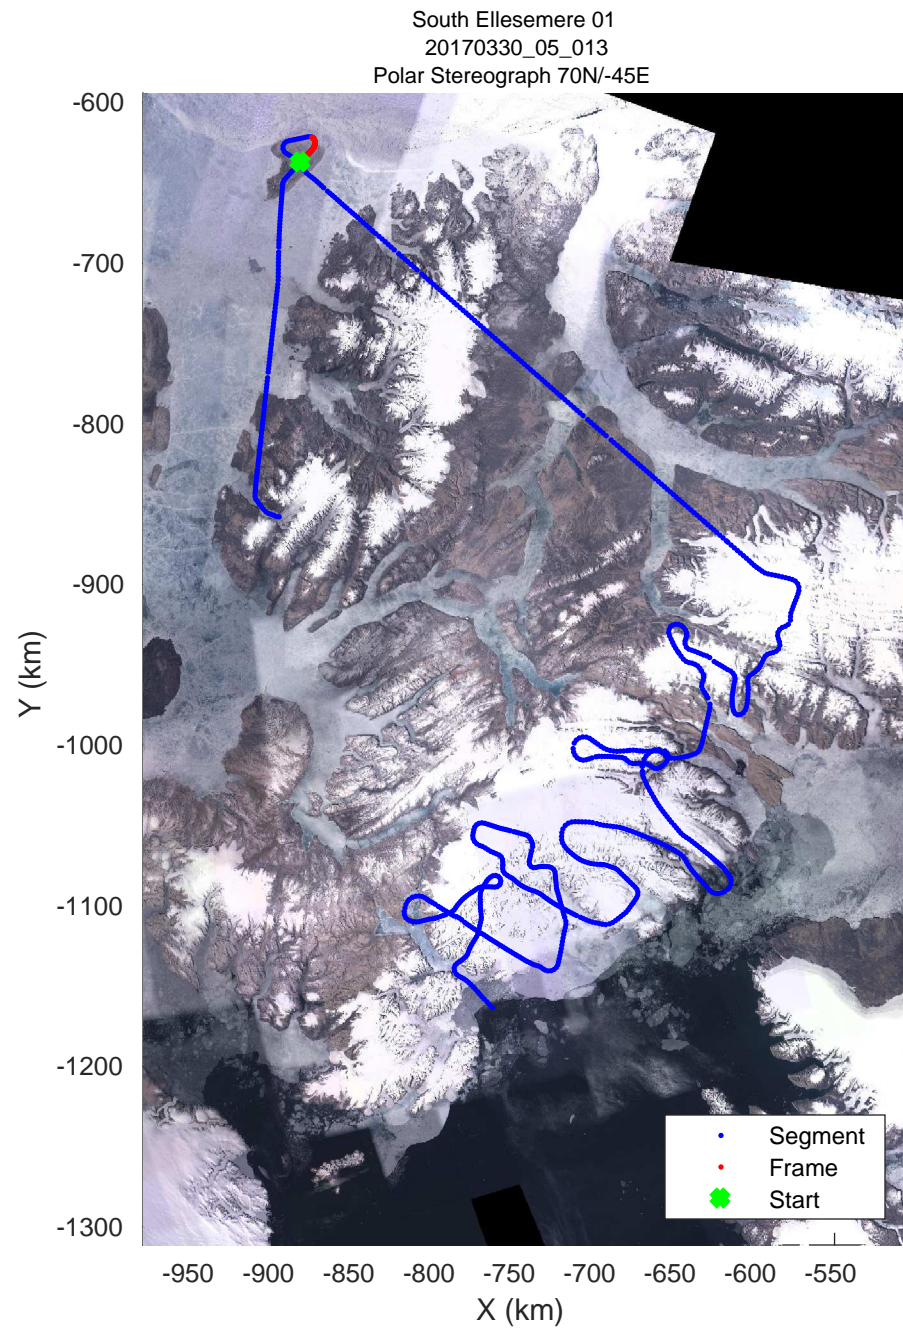 South Ellesemere 01
20170330_05_013
Polar Stereograph 70N/-45E
-600
-700
-800
-900
-1000
-1100
-1200
-1300
Y (km)
Segment
Frame
Start
-950 -900 -850 -800 -750 -700 -650 -600 -550
X (km)